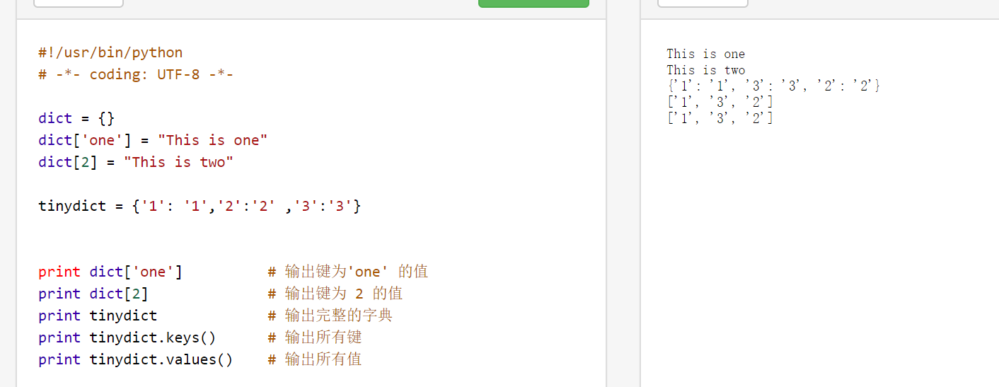 #!/usr/bin/python
# -*- coding: UTF-8 -*-
dict = {}
dict['one'] = "This is one"
dict[2] = "This is two"
tinydict = {'1': '1','2':'2' ,'3':'3'}
print dict['one']          # 输出键为'one' 的值
print dict[2]              # 输出键为 2 的值
print tinydict             # 输出完整的字典
print tinydict.keys()      # 输出所有键
print tinydict.values()    # 输出所有值
This is one
This is two
{'1': '1', '3': '3', '2': '2'}
['1', '3', '2']
['1', '3', '2']